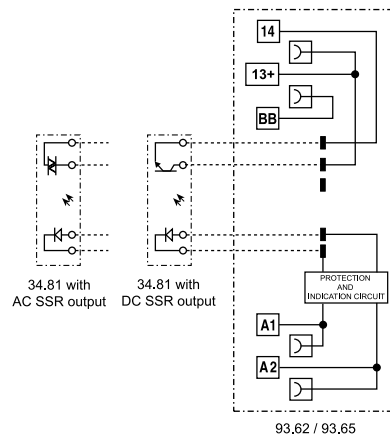 14
13+
BB
34.81 with
AC SSR output
34.81 with
DC SSR output
PROTECTION
AND
INDICATION CIRCUIT
A1
A2
93.62 / 93.65